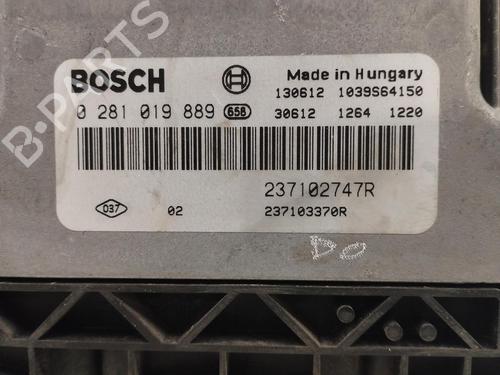 BOSCH
Made in Hungary
130612 1039S64150
0 281 019 889 658 30612 1264 1220
237102747R
037 02 237103370R
DO
B-PARTS